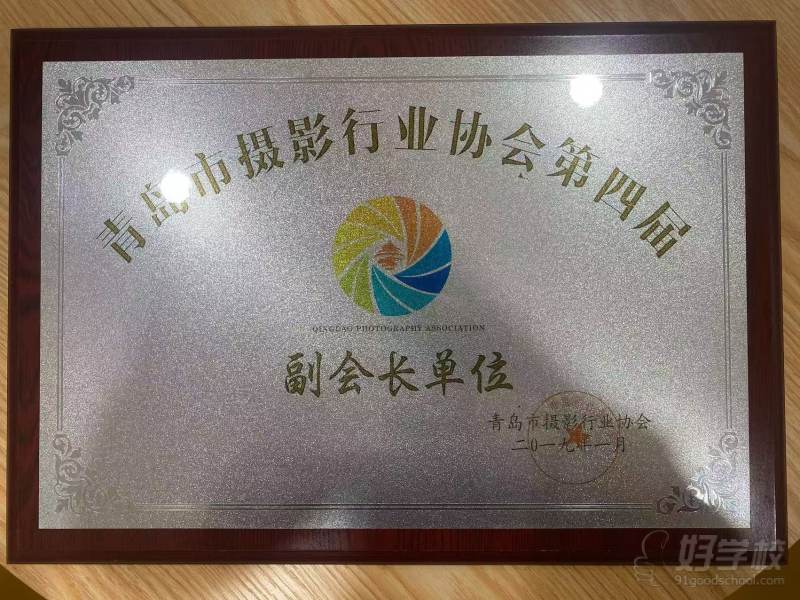 青岛市摄影行业协会第四届
QINGDAO PHOTOGRAPHY ASSOCIATION
副会长单位
青岛市摄影行业协会
二0一九年一月
好学校
91goodschool.com